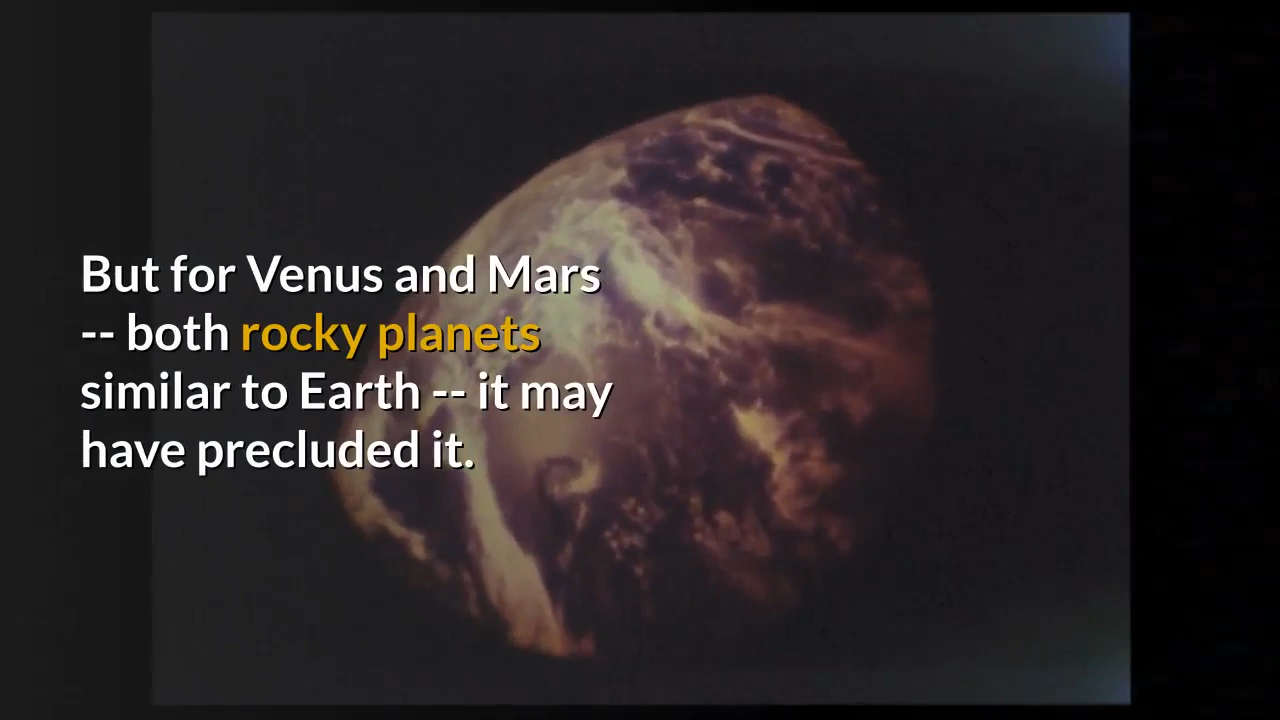 But for Venus and Mars
-- both rocky planets
similar to Earth -- it may
have precluded it.